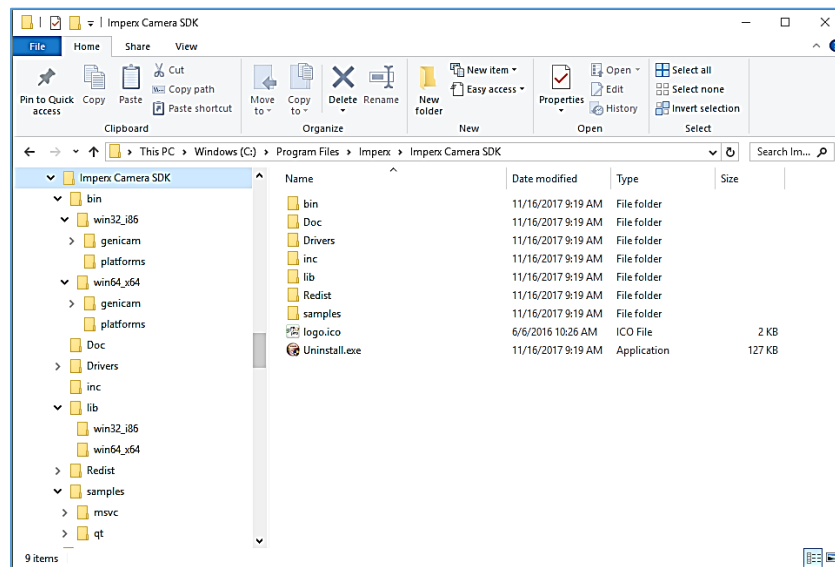 Imperx Camera SDK
File Home Share View
Pin to Quick access
Copy
Paste
Cut
Copy path
Paste shortcut
Clipboard
Move to
Copy to
Delete
Rename
Organize
New folder
New item
Easy access
New
Properties
Open
Edit
History
Open
Select all
Select none
Invert selection
Select
This PC > Windows (C:) > Program Files > Imperx > Imperx Camera SDK
Search Im...
Imperx Camera SDK
bin
win32_i86
genicam
platforms
win64_x64
genicam
platforms
Doc
Drivers
inc
lib
win32_i86
win64_x64
Redist
samples
msvc
qt
Name Date modified Type Size
bin 11/16/2017 9:19 AM File folder
Doc 11/16/2017 9:19 AM File folder
Drivers 11/16/2017 9:19 AM File folder
inc 11/16/2017 9:19 AM File folder
lib 11/16/2017 9:19 AM File folder
Redist 11/16/2017 9:19 AM File folder
samples 11/16/2017 9:19 AM File folder
logo.ico 6/6/2016 10:26 AM ICO File 2 KB
Uninstall.exe 11/16/2017 9:19 AM Application 127 KB
9 items